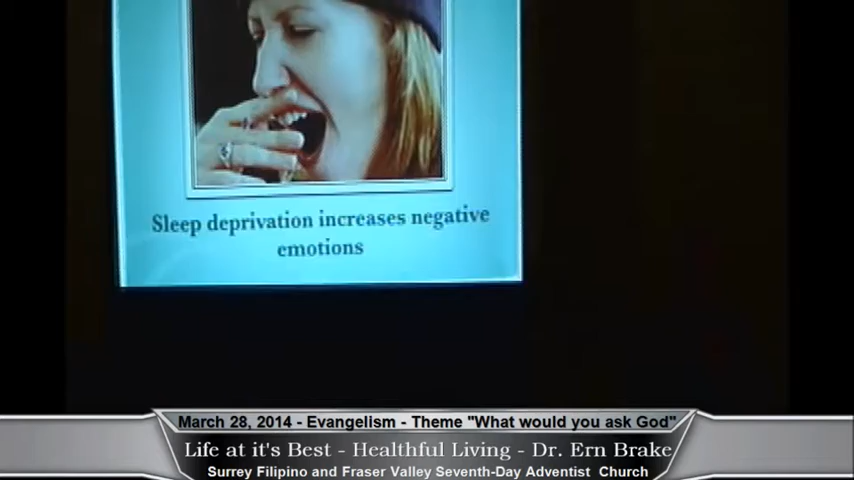 Sleep deprivation increases negative
emotions
March 28, 2014 - Evangelism - Theme "What would you ask God"
Life at it's Best - Healthful Living - Dr. Ern Brake
Surrey Filipino and Fraser Valley Seventh-Day Adventist Church